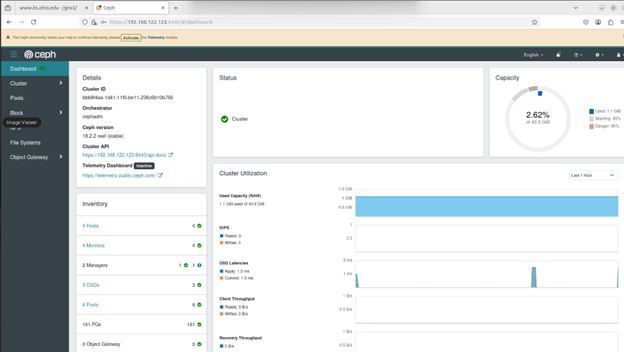 www.its.ohio.edu
Ceph
https://192.168.122.123:8443/#/dashboard
The Ceph community needs your help to continue improving: please Activate the Telemetry module.
ceph
English
Dashboard
Cluster
Pools
Block
Image Viewer
NFS
File Systems
Object Gateway
Details
Cluster ID
Orchestrator
cephadm
Ceph version
18.2.2 reef (stable)
Cluster API
https://192.168.122.123:8443/api-docs
Telemetry Dashboard Inactive
https://telemetry-public.ceph.com/
Status
Cluster
Capacity
2.62%
of 43.9 GiB
Used: 1.1 GiB
Warning: 85%
Danger: 95%
Inventory
4 Hosts 4
4 Monitors 4
2 Managers 1 1
3 OSDs 3
6 Pools 6
161 PGs 161
0 Object Gateway 0
Cluster Utilization
Last 1 hour
Used Capacity (RAW)
1.1 GiB used of 43.9 GiB
1.5 GiB
1 GiB
0.5 GiB
IOPS
Reads: 0
Writes: 0
1
0.5
OSD Latencies
Apply: 1.5 ms
Commit: 1.5 ms
2 ms
1 ms
Client Throughput
Reads: 0 B/s
Writes: 0 B/s
1 B/s
0.5 B/s
Recovery Throughput
0 B/s
1 B/s
0.5 B/s